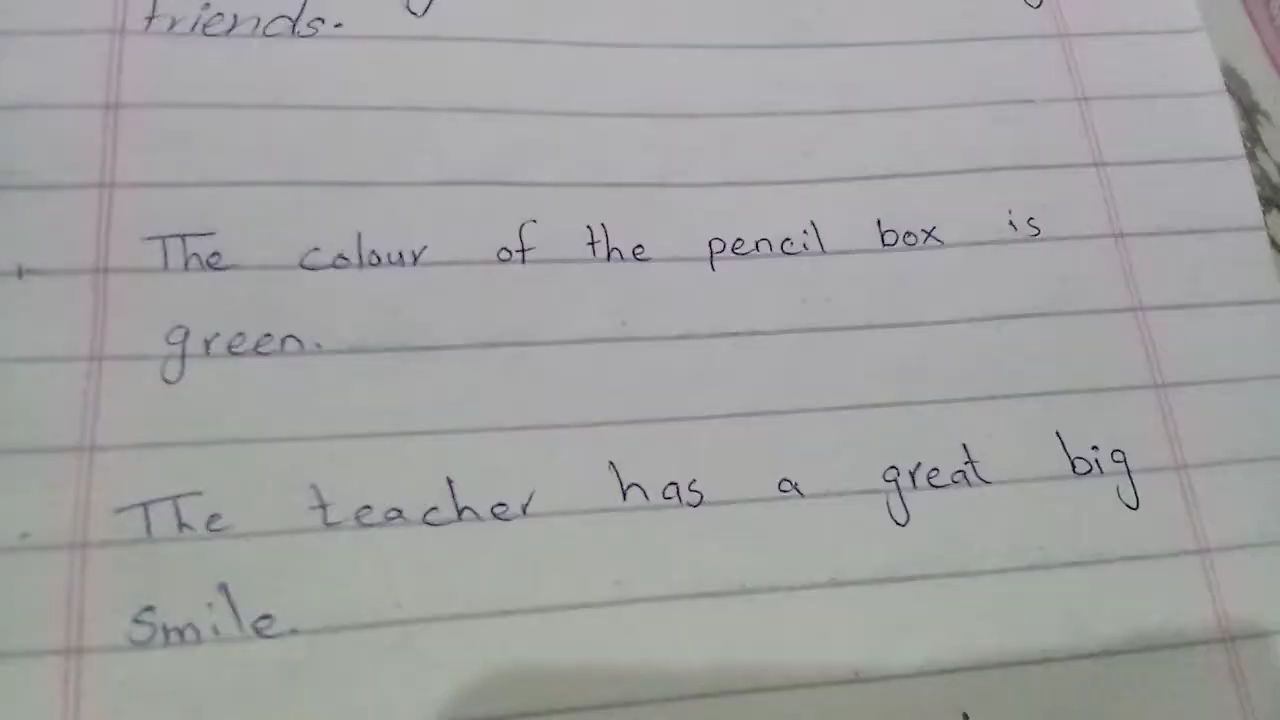 friends.
The colour of the pencil box is
green.
The teacher has a great big
smile.